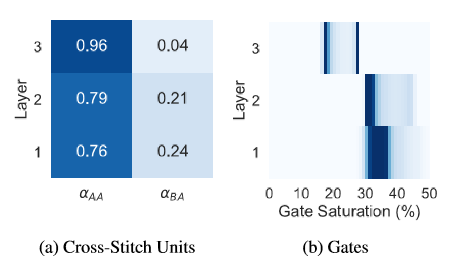 3
0.96
0.04
Layer
2
0.79
0.21
1
0.76
0.24
α_AA
α_BA
(a) Cross-Stitch Units
3
Layer
2
1
0 10 20 30 40 50
Gate Saturation (%)
(b) Gates